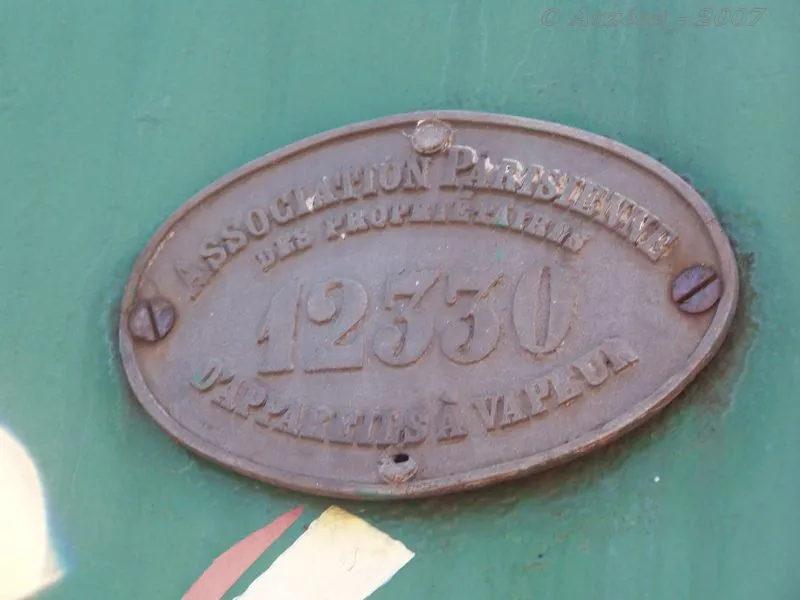 ASSOCIATION PARISIENNE
DES PROPRIÉTAIRES
12330
D'APPAREILS À VAPEUR